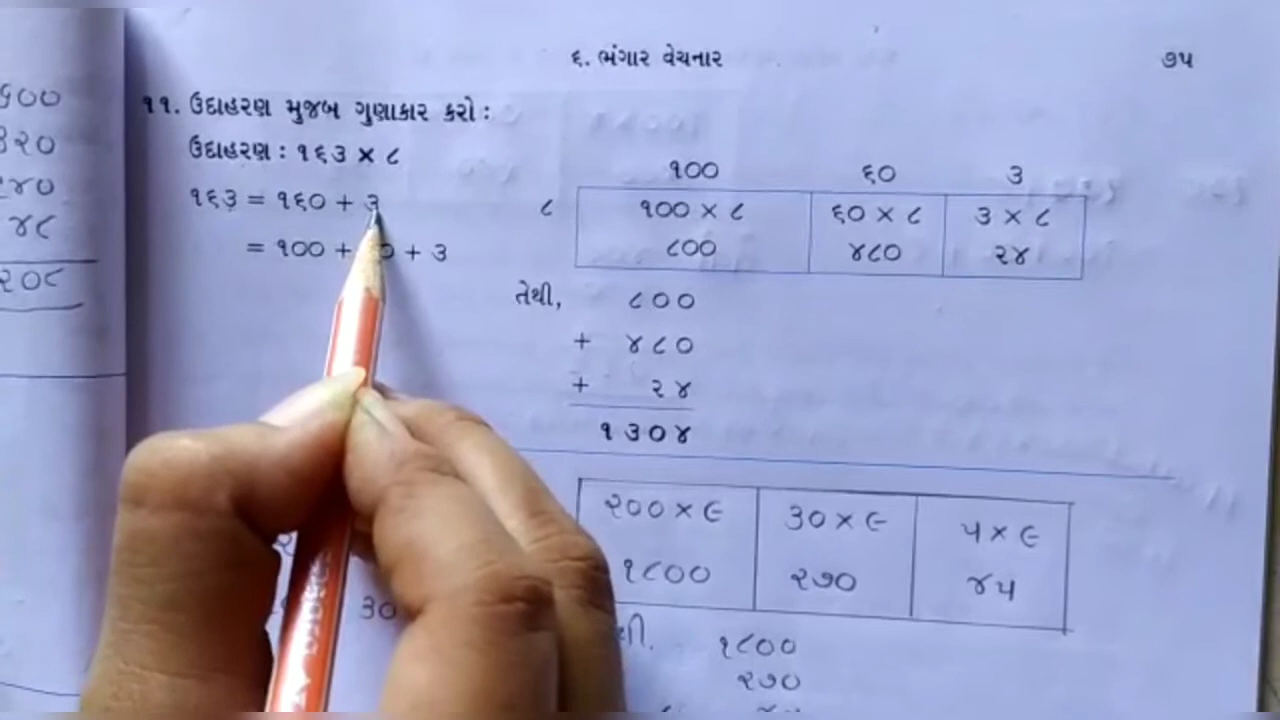 ૬. ભંગાર વેચનાર ૭૫
૧૧. ઉદાહરણ મુજબ ગુણાકાર કરો :
ઉદાહરણ : ૧૬૩ × ૮
૧૬૩ = ૧૬૦ + ૩
= ૧૦૦ + + ૩
૧૦૦ ૬૦ ૩
૮ ૧૦૦ × ૮ ૬૦ × ૮ ૩ × ૮
૮૦૦ ૪૮૦ ૨૪
તેથી, ૮૦૦
+ ૪૮૦
+ ૨૪
૧૩૦૪
૨૦૦ × ૯ ૩૦ × ૯ ૫ × ૯
૧૮૦૦ ૨૭૦ ૪૫
૩૦
૧૮૦૦
૨૭૦
૨૦૮